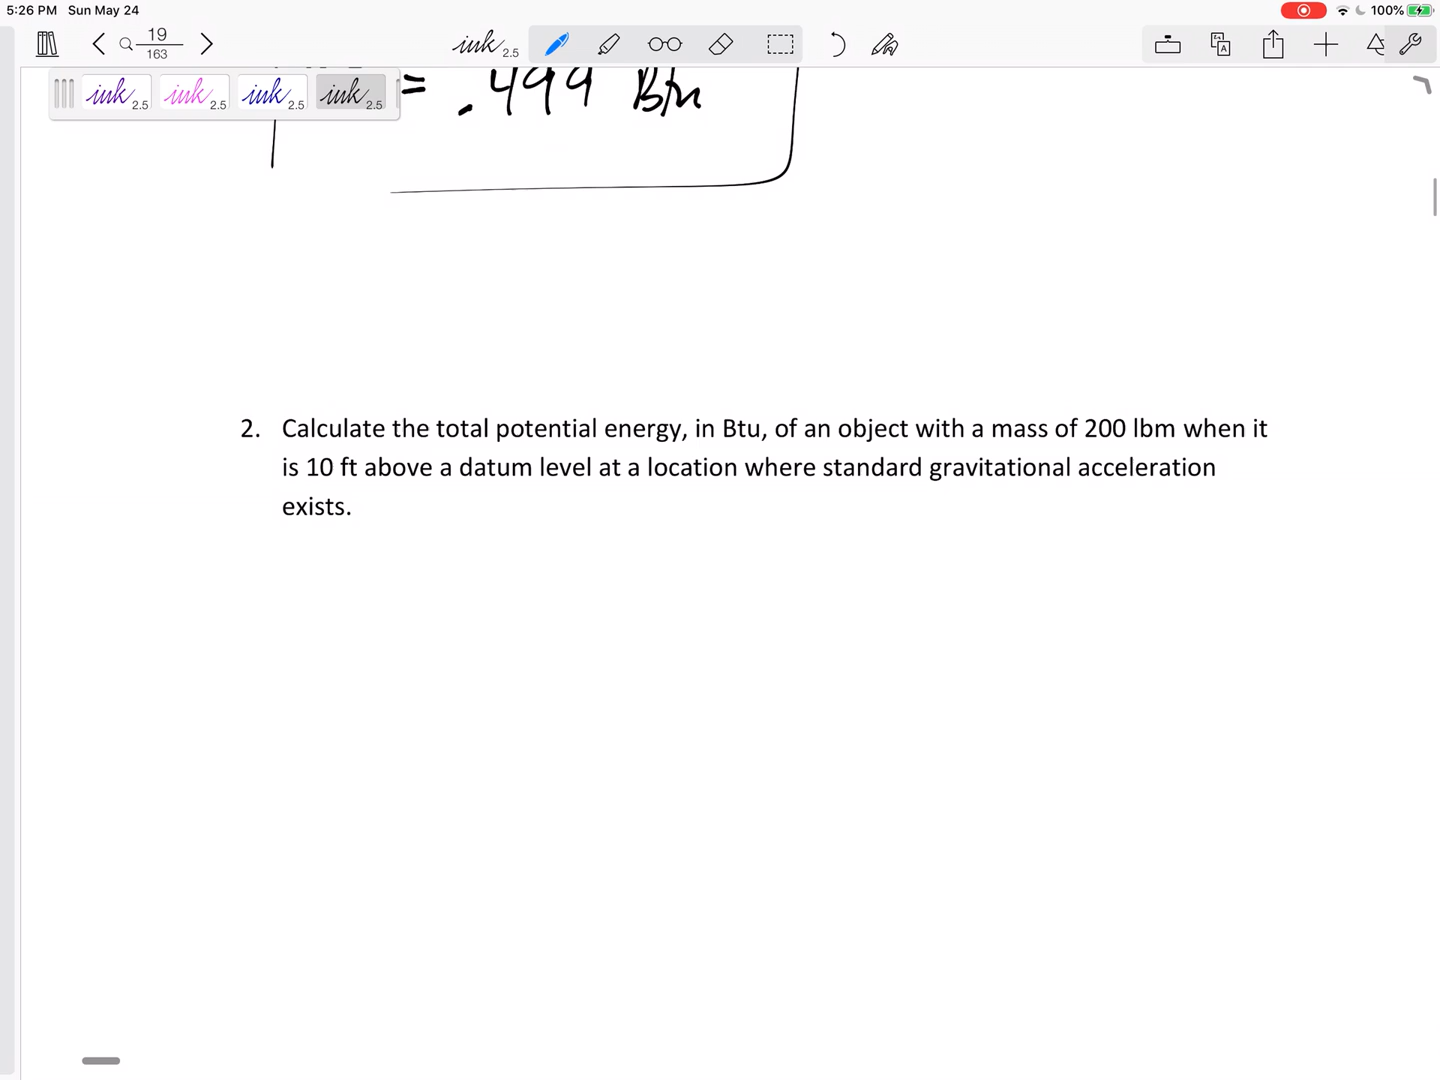 5:26 PM Sun May 24
100%
19
163
ink 2.5
ink 2.5
ink 2.5
ink 2.5
ink 2.5
= .499 Btu
2. Calculate the total potential energy, in Btu, of an object with a mass of 200 lbm when it
is 10 ft above a datum level at a location where standard gravitational acceleration
exists.